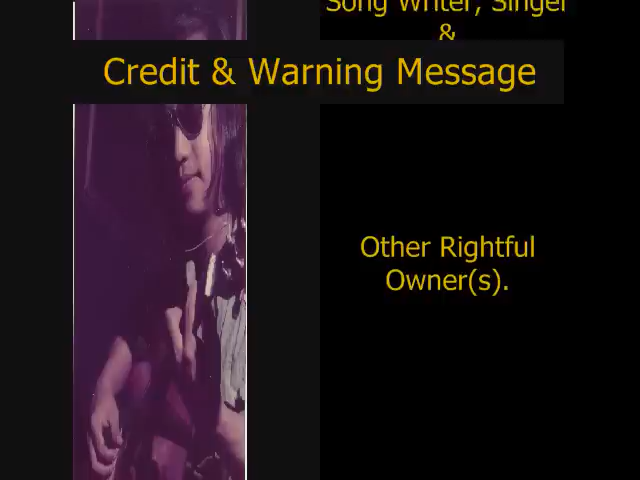 Song Writer, Singer
&
Credit & Warning Message
Other Rightful
Owner(s).